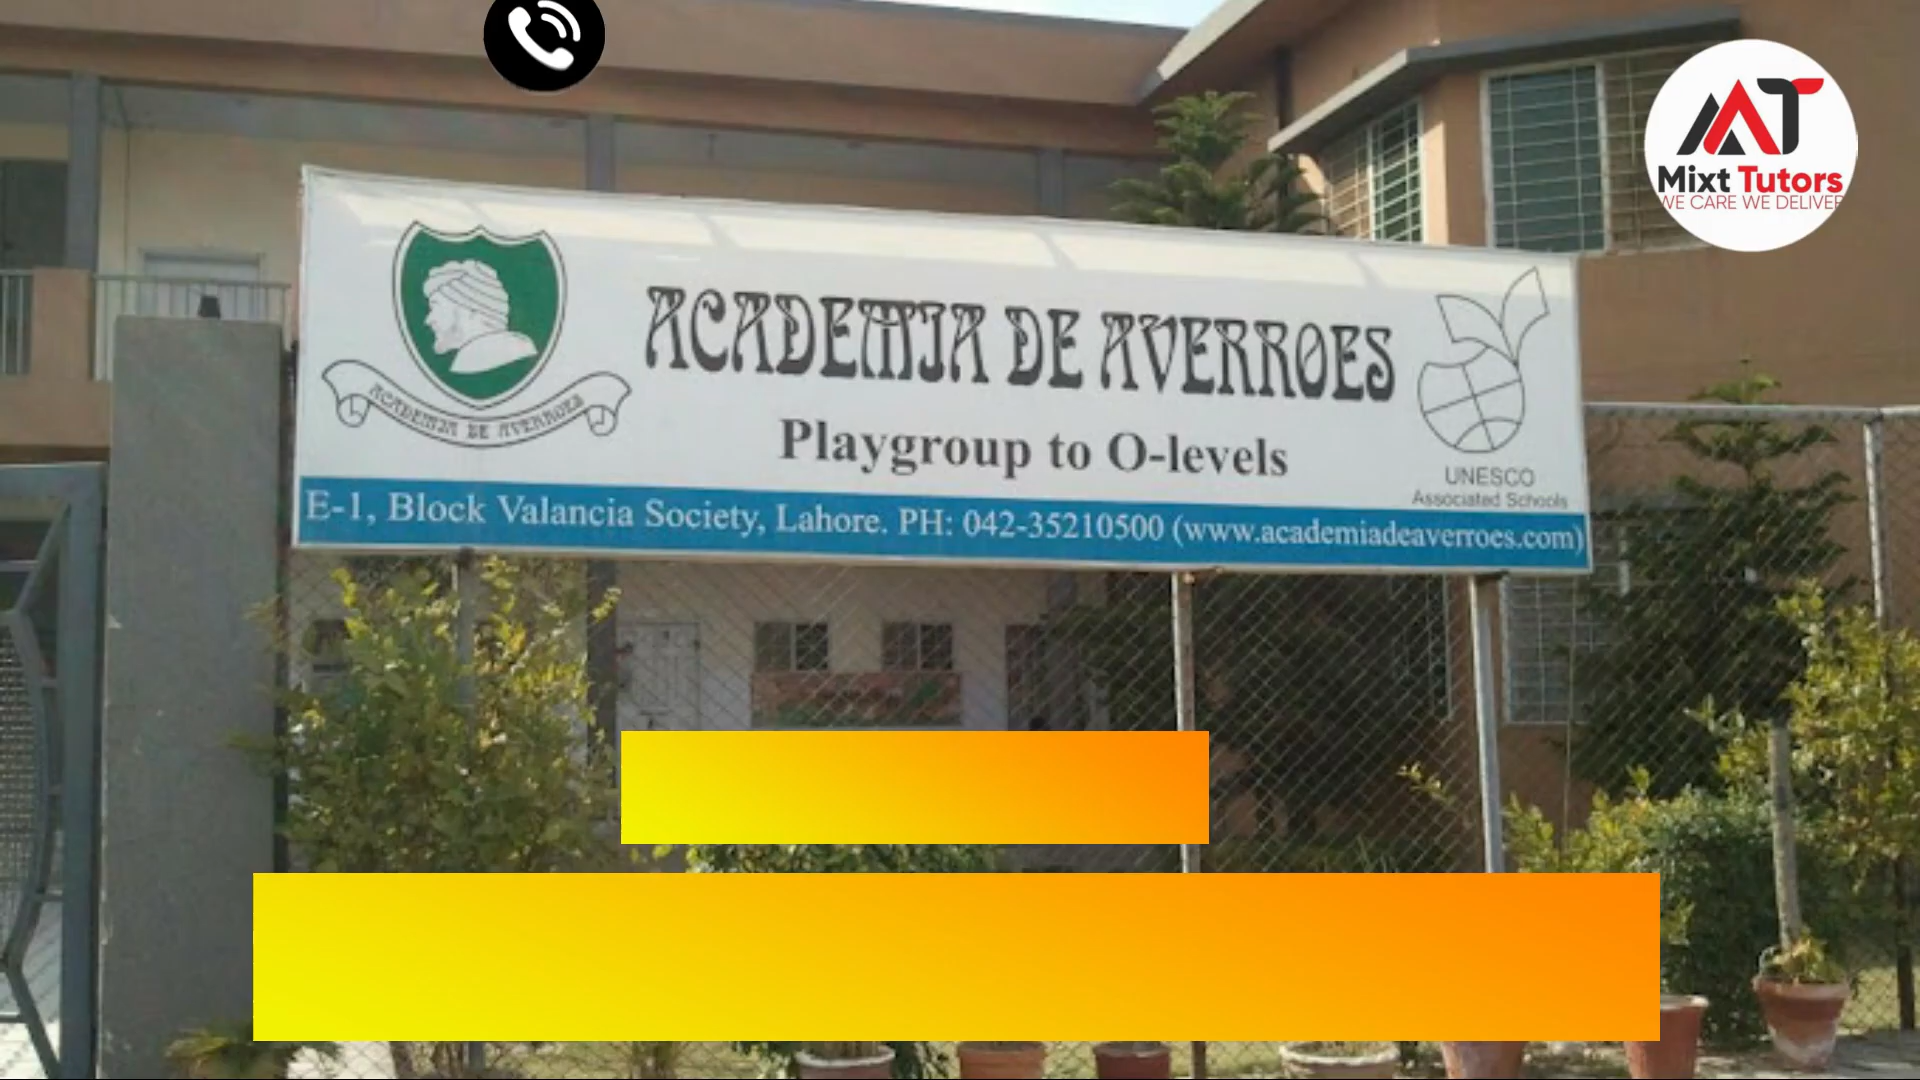 Mixt Tutors
WE CARE WE DELIVER
ACADEMIA DE AVERROES
ACADEMIA DE AVERROES
Playgroup to O-levels
UNESCO
Associated Schools
E-1, Block Valancia Society, Lahore. PH: 042-35210500 (www.academiadeaverroes.com)